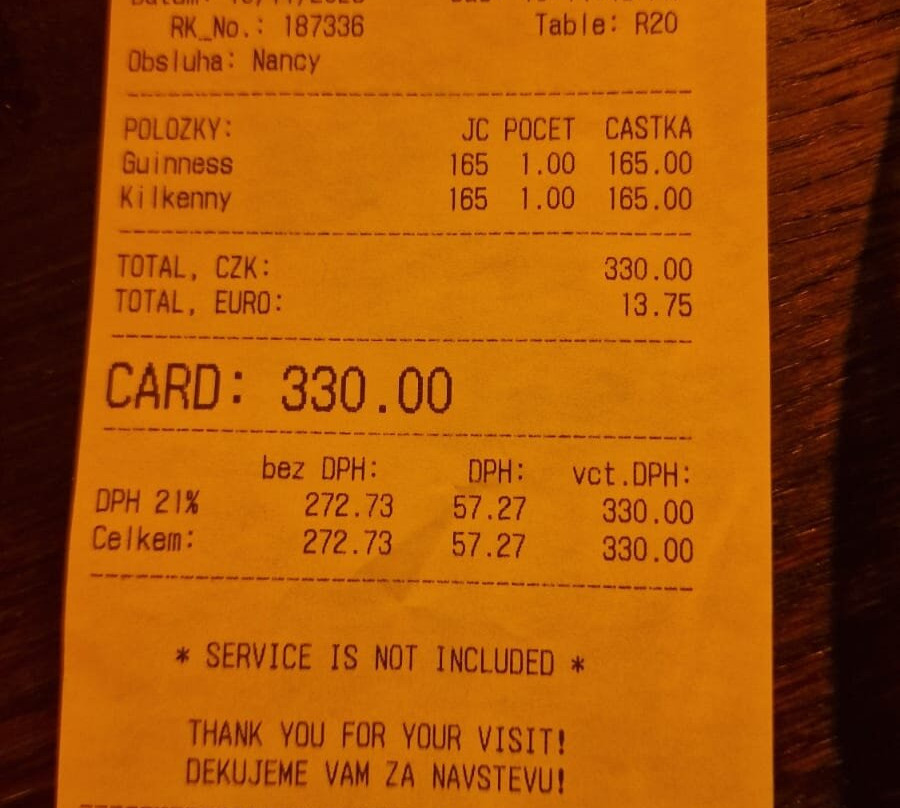 RK_No.: 187336 Table: R20
Obsluha: Nancy
POLOZKY: JC POCET CASTKA
Guinness 165 1.00 165.00
Kilkenny 165 1.00 165.00
TOTAL, CZK: 330.00
TOTAL, EURO: 13.75
CARD: 330.00
bez DPH: DPH: vct.DPH:
DPH 21% 272.73 57.27 330.00
Celkem: 272.73 57.27 330.00
* SERVICE IS NOT INCLUDED *
THANK YOU FOR YOUR VISIT!
DEKUJEME VAM ZA NAVSTEVU!